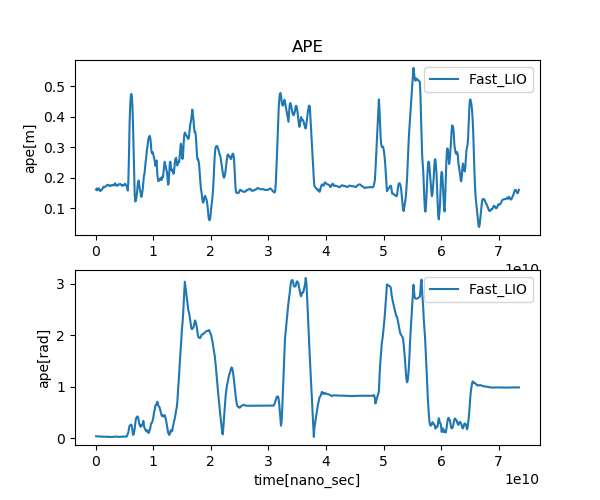 APE
Fast_LIO
0.5
0.4
0.3
0.2
0.1
ape[m]
0 1 2 3 4 5 6 7
1e10
Fast_LIO
3
2
1
0
ape[rad]
0 1 2 3 4 5 6 7
time[nano_sec]
1e10